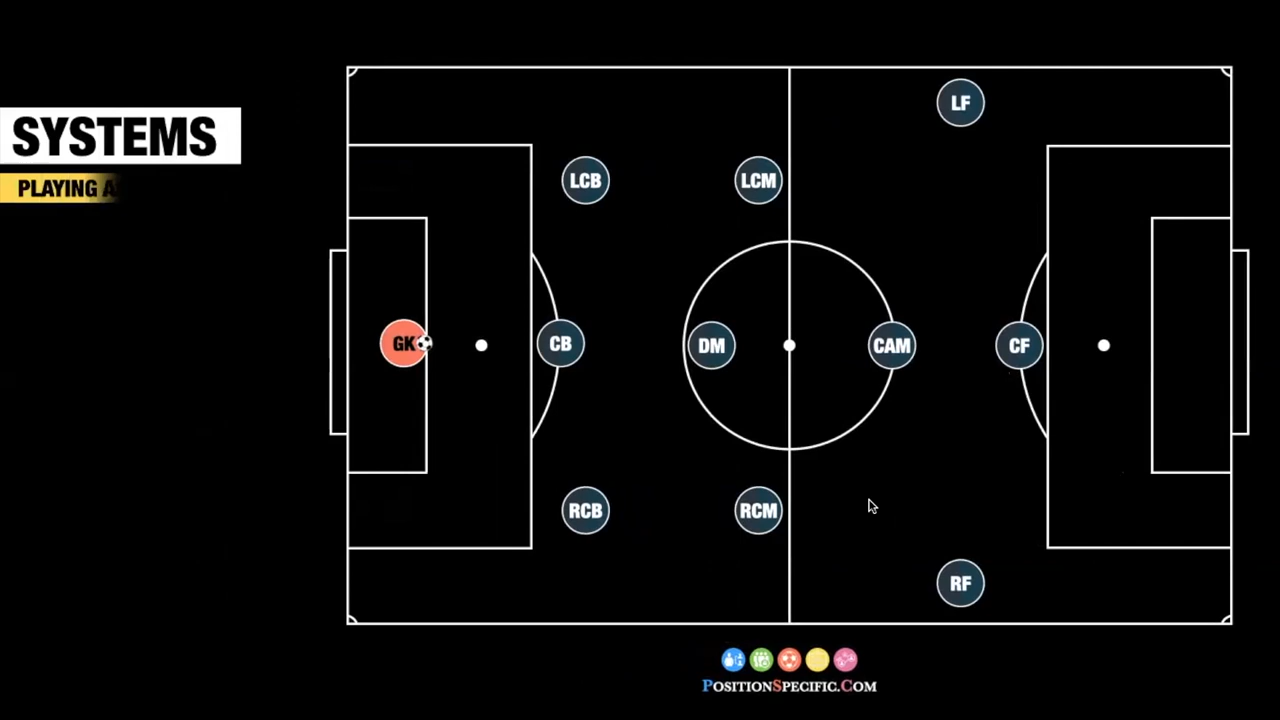 SYSTEMS
PLAYING
LF
LCB
LCM
GK
CB
DM
CAM
CF
RCB
RCM
RF
PositionSpecific.Com